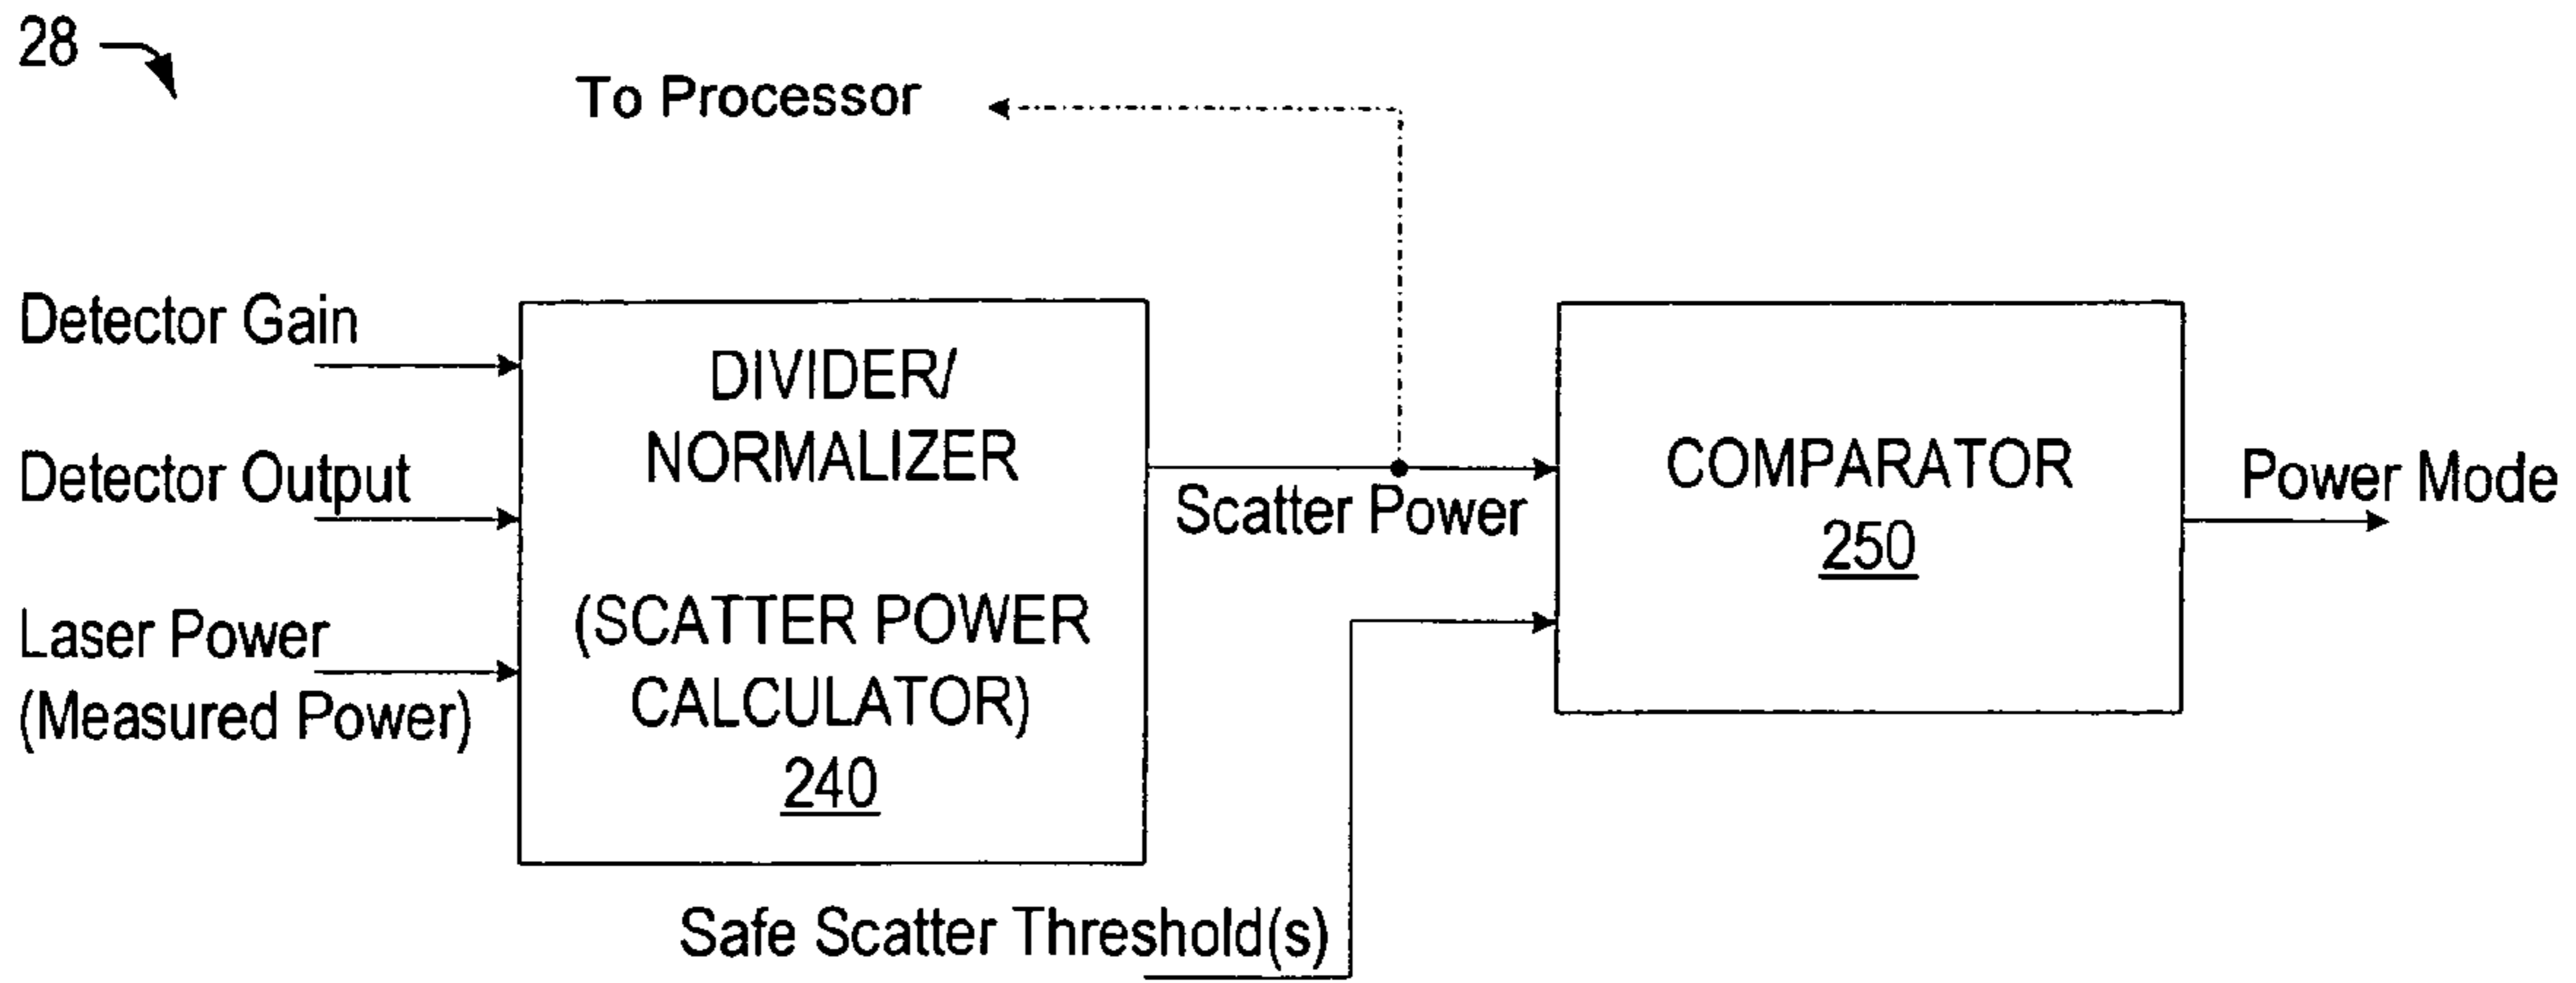 28
To Processor
Detector Gain
Detector Output
Laser Power
(Measured Power)
DIVIDER/
NORMALIZER
(SCATTER POWER
CALCULATOR)
240
Scatter Power
Safe Scatter Threshold(s)
COMPARATOR
250
Power Mode